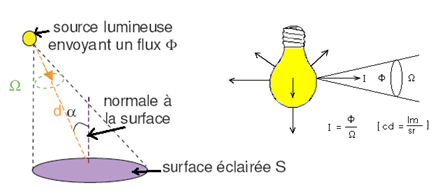 source lumineuse
envoyant un flux Φ
Ω
d
α
normale à
la surface
surface éclairée S
I Φ Ω
I = Φ/Ω [ cd = lm/sr ]